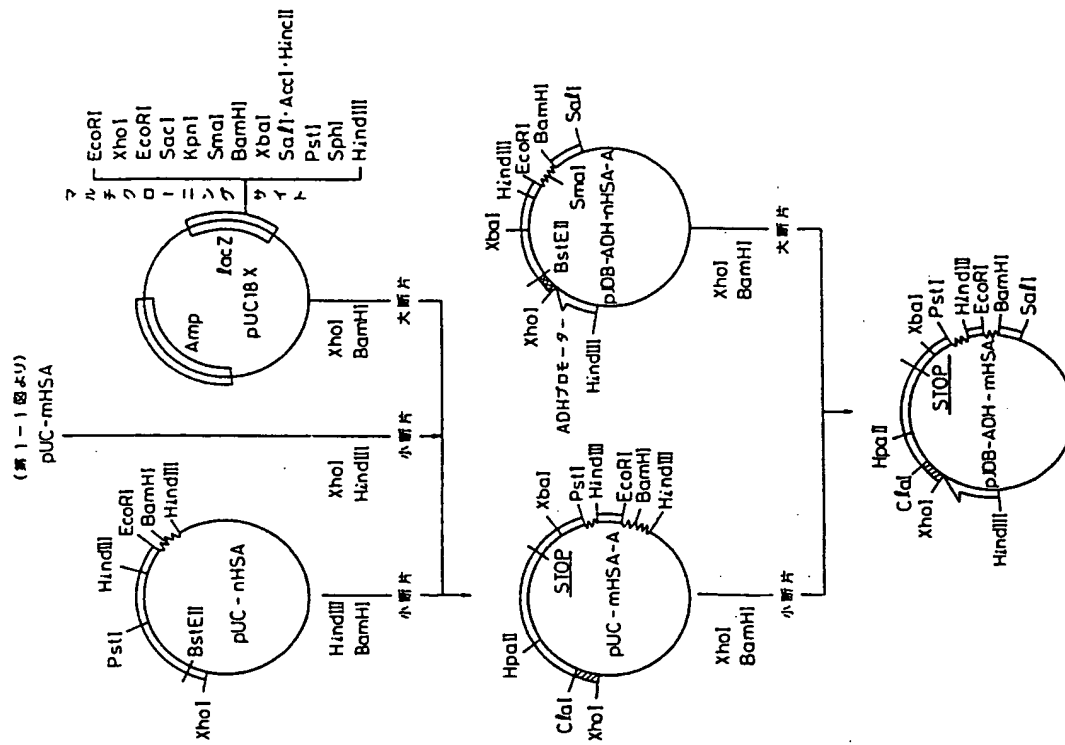 (第1-1図より)
pUC-mHSA
XhoI
HindIII
小断片
pUC-nHSA
XhoI
BstEII
PstI
HindIII
EcoRI
BamHI
HindIII
HindIII
BamHI
小断片
Amp
lacZ
pUC18X
マルチクローニングサイト
EcoRI
XhoI
EcoRI
SacI
KpnI
SmaI
BamHI
XbaI
SalI・AccI・HincII
PstI
SphI
HindIII
XhoI
BamHI
大断片
pUC-mHSA-A
XhoI
ClaI
HpaII
STOP
XbaI
PstI
HindIII
EcoRI
BamHI
HindIII
XhoI
BamHI
小断片
pJDB-ADH-nHSA-A
HindIII
ADHプロモーター
XhoI
BstEII
XbaI
HindIII
EcoRI
SmaI
BamHI
SalI
XhoI
BamHI
大断片
pJDB-ADH-mHSA
HindIII
XhoI
ClaI
HpaII
STOP
XbaI
PstI
HindIII
EcoRI
BamHI
SalI